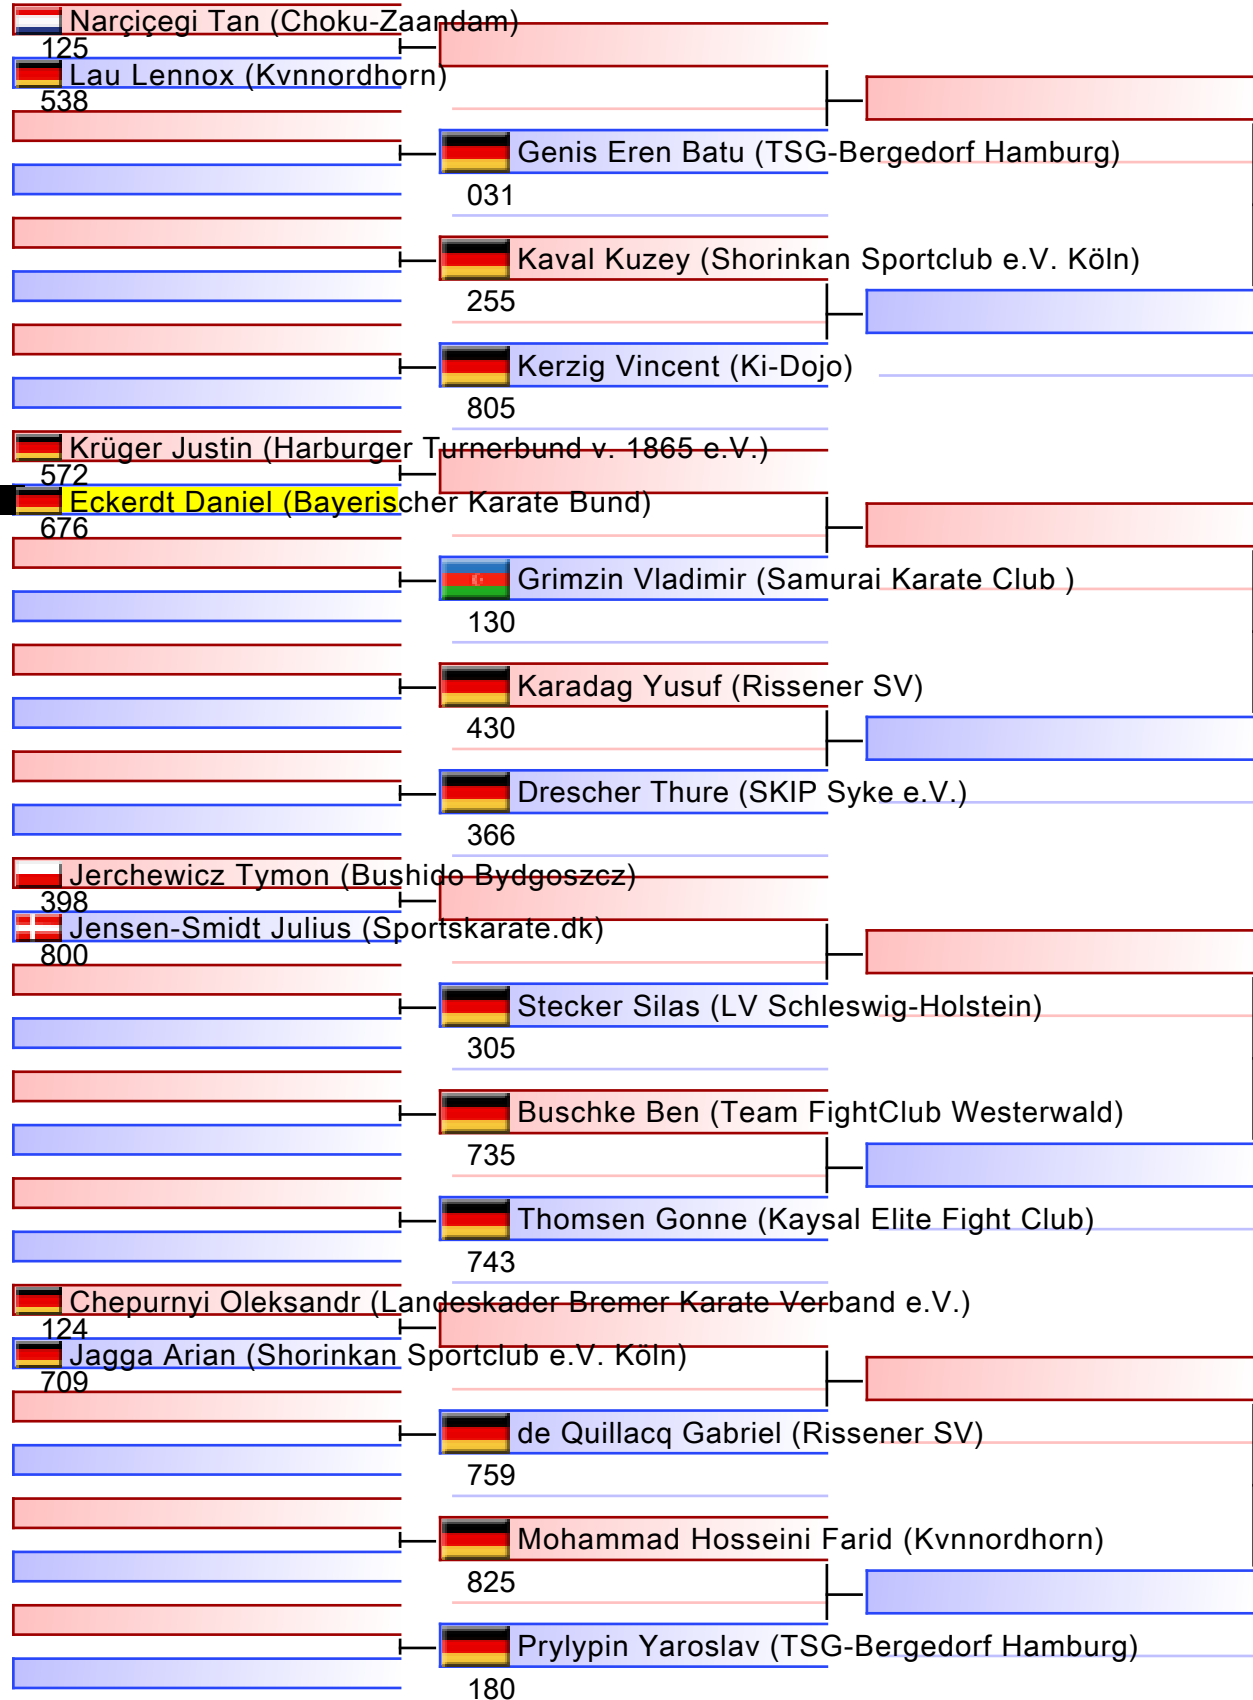 Narçiçegi Tan (Choku-Zaandam)
125
Lau Lennox (Kvnnordhorn)
538
Genis Eren Batu (TSG-Bergedorf Hamburg)
031
Kaval Kuzey (Shorinkan Sportclub e.V. Köln)
255
Kerzig Vincent (Ki-Dojo)
805
Krüger Justin (Harburger Turnerbund v. 1865 e.V.)
572
Eckerdt Daniel (Bayerischer Karate Bund)
676
Grimzin Vladimir (Samurai Karate Club )
130
Karadag Yusuf (Rissener SV)
430
Drescher Thure (SKIP Syke e.V.)
366
Jerchewicz Tymon (Bushido Bydgoszcz)
398
Jensen-Smidt Julius (Sportskarate.dk)
800
Stecker Silas (LV Schleswig-Holstein)
305
Buschke Ben (Team FightClub Westerwald)
735
Thomsen Gonne (Kaysal Elite Fight Club)
743
Chepurnyi Oleksandr (Landeskader Bremer Karate Verband e.V.)
124
Jagga Arian (Shorinkan Sportclub e.V. Köln)
709
de Quillacq Gabriel (Rissener SV)
759
Mohammad Hosseini Farid (Kvnnordhorn)
825
Prylypin Yaroslav (TSG-Bergedorf Hamburg)
180